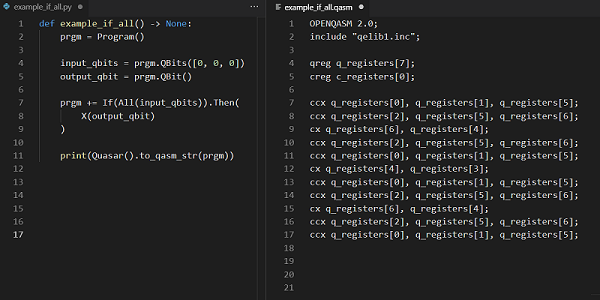 example_if_all.py
1 def example_if_all() -> None:
2     prgm = Program()
3
4     input_qbits = prgm.QBits([0, 0, 0])
5     output_qbit = prgm.QBit()
6
7     prgm += If(All(input_qbits)).Then(
8         X(output_qbit)
9     )
10
11     print(Quasar().to_qasm_str(prgm))
12
13
14
15
16
17
example_if_all.qasm
1 OPENQASM 2.0;
2 include "qelib1.inc";
3
4 qreg q_registers[7];
5 creg c_registers[0];
6
7 ccx q_registers[0], q_registers[1], q_registers[5];
8 ccx q_registers[2], q_registers[5], q_registers[6];
9 cx q_registers[6], q_registers[4];
10 ccx q_registers[2], q_registers[5], q_registers[6];
11 ccx q_registers[0], q_registers[1], q_registers[5];
12 cx q_registers[4], q_registers[3];
13 ccx q_registers[0], q_registers[1], q_registers[5];
14 ccx q_registers[2], q_registers[5], q_registers[6];
15 cx q_registers[6], q_registers[4];
16 ccx q_registers[2], q_registers[5], q_registers[6];
17 ccx q_registers[0], q_registers[1], q_registers[5];
18
19
20
21